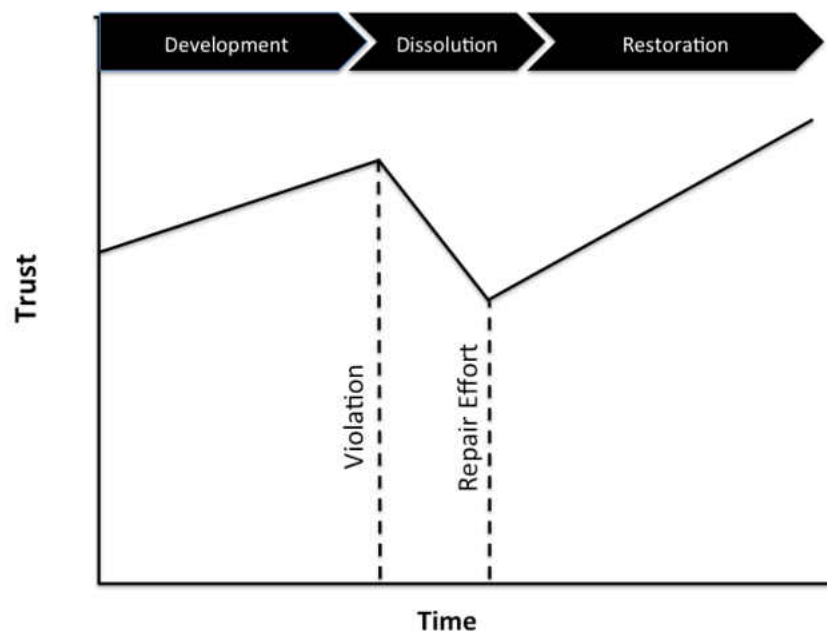 Development
Dissolution
Restoration
Trust
Violation
Repair Effort
Time